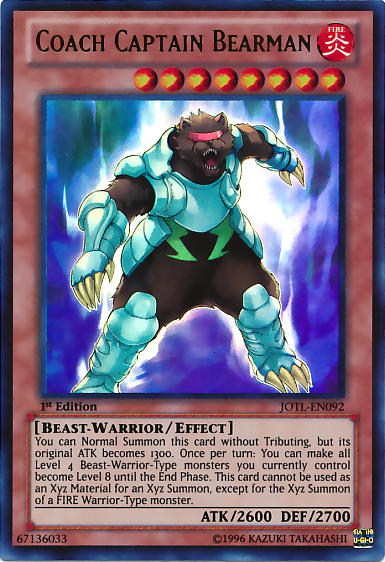 COACH CAPTAIN BEARMAN
FIRE
炎
1st Edition
JOTL-EN092
[BEAST-WARRIOR/EFFECT]
You can Normal Summon this card without Tributing, but its
original ATK becomes 1300. Once per turn: You can make all
Level 4 Beast-Warrior-Type monsters you currently control
become Level 8 until the End Phase. This card cannot be used
as an Xyz Material for an Xyz Summon, except for the Xyz Summon
of a FIRE Warrior-Type monster.
ATK/2600 DEF/2700
67136033
©1996 KAZUKI TAKAHASHI